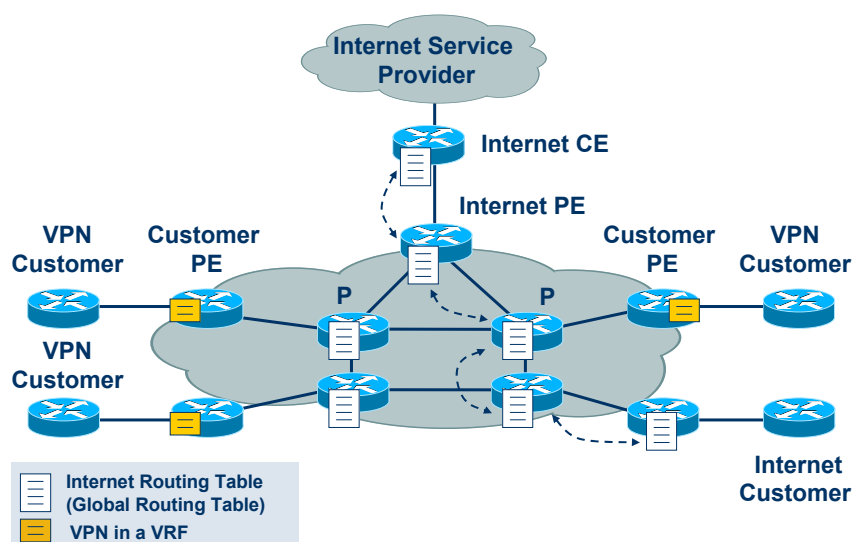 Internet Service
Provider
Internet CE
Internet PE
VPN
Customer
Customer
PE
Customer
PE
VPN
Customer
P
P
VPN
Customer
Internet
Customer
Internet Routing Table
(Global Routing Table)
VPN in a VRF